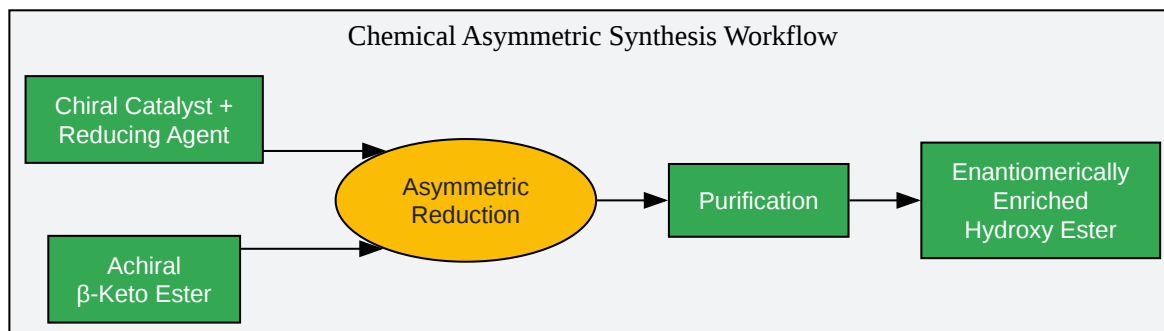 Chemical Asymmetric Synthesis Workflow
Chiral Catalyst +
Reducing Agent
Asymmetric
Reduction
Purification
Enantiomerically
Enriched
Hydroxy Ester
Achiral
β-Keto Ester